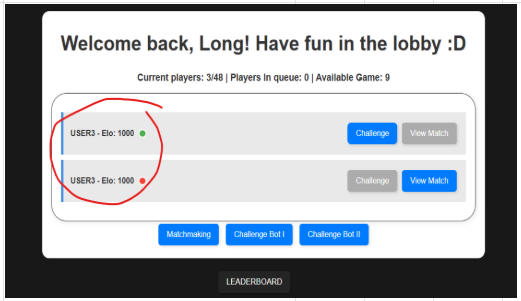 Welcome back, Long! Have fun in the lobby :D
Current players: 3/48 | Players in queue: 0 | Available Game: 9
USER3 - Elo: 1000 Challenge View Match
USER3 - Elo: 1000 Challenge View Match
Matchmaking Challenge Bot I Challenge Bot II
LEADERBOARD